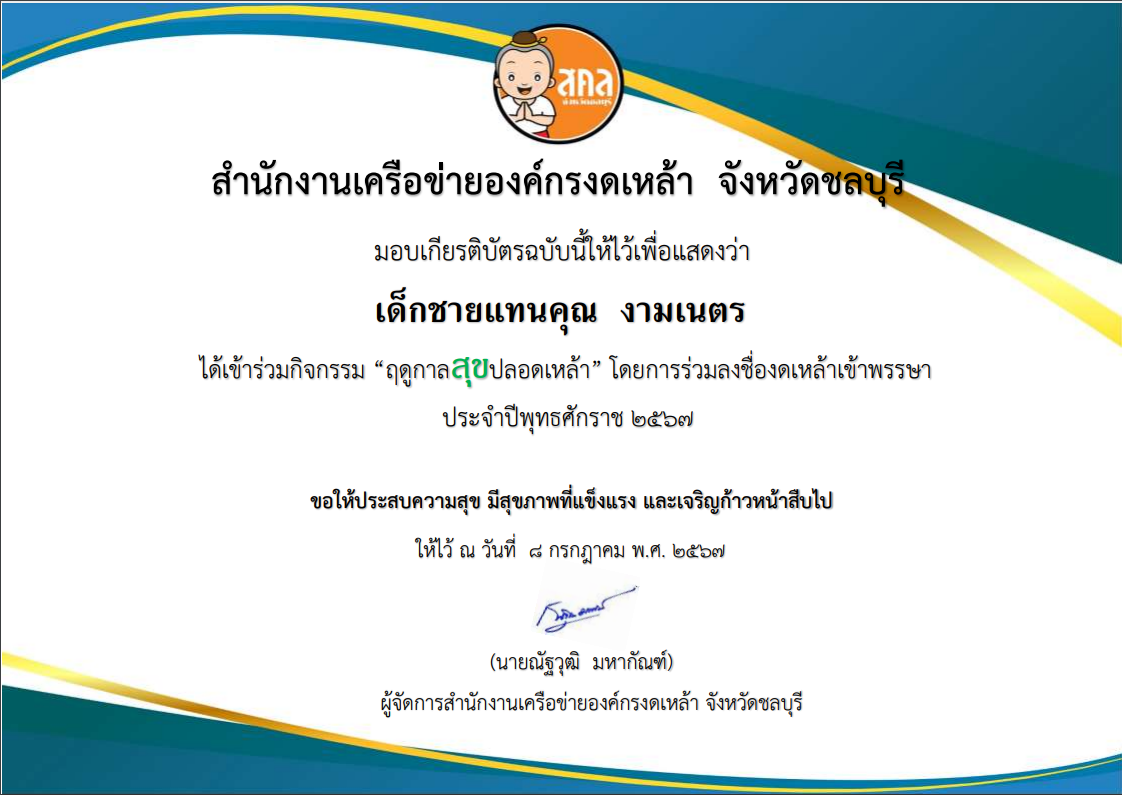 สคล
จังหวัดชลบุรี
สำนักงานเครือข่ายองค์กรงดเหล้า จังหวัดชลบุรี
มอบเกียรติบัตรฉบับนี้ให้ไว้เพื่อแสดงว่า
เด็กชายแทนคุณ งามเนตร
ได้เข้าร่วมกิจกรรม “ฤดูกาลสุขปลอดเหล้า” โดยการร่วมลงชื่องดเหล้าเข้าพรรษา
ประจำปีพุทธศักราช ๒๕๖๗
ขอให้ประสบความสุข มีสุขภาพที่แข็งแรง และเจริญก้าวหน้าสืบไป
ให้ไว้ ณ วันที่ ๘ กรกฎาคม พ.ศ. ๒๕๖๗
(นายณัฐวุฒิ มหากัณฑ์)
ผู้จัดการสำนักงานเครือข่ายองค์กรงดเหล้า จังหวัดชลบุรี